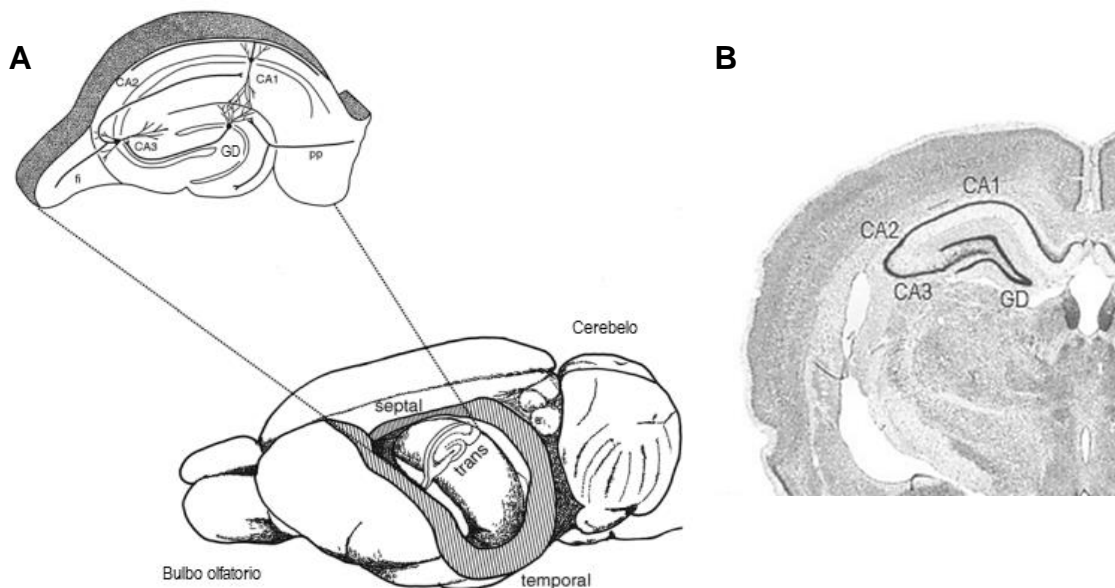 A
CA2
CA1
CA3
GD
fi
pp
Cerebelo
septal
trans
Bulbo olfatorio
temporal
B
CA1
CA2
CA3
GD